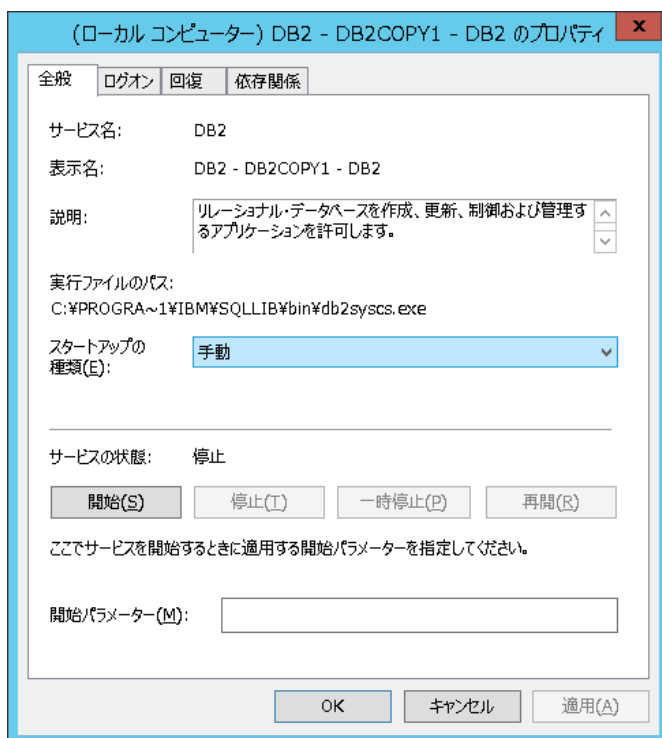 (ローカル コンピューター) DB2 - DB2COPY1 - DB2 のプロパティ
x
全般 ログオン 回復 依存関係
サービス名: DB2
表示名: DB2 - DB2COPY1 - DB2
説明: リレーショナル・データベースを作成、更新、制御および管理す
るアプリケーションを許可します。
実行ファイルのパス:
C:¥PROGRA~1¥IBM¥SQLLIB¥bin¥db2syscs.exe
スタートアップの
種類(E): 手動
サービスの状態: 停止
開始(S) 停止(T) 一時停止(P) 再開(R)
ここでサービスを開始するときに適用する開始パラメーターを指定してください。
開始パラメーター(M):
OK キャンセル 適用(A)